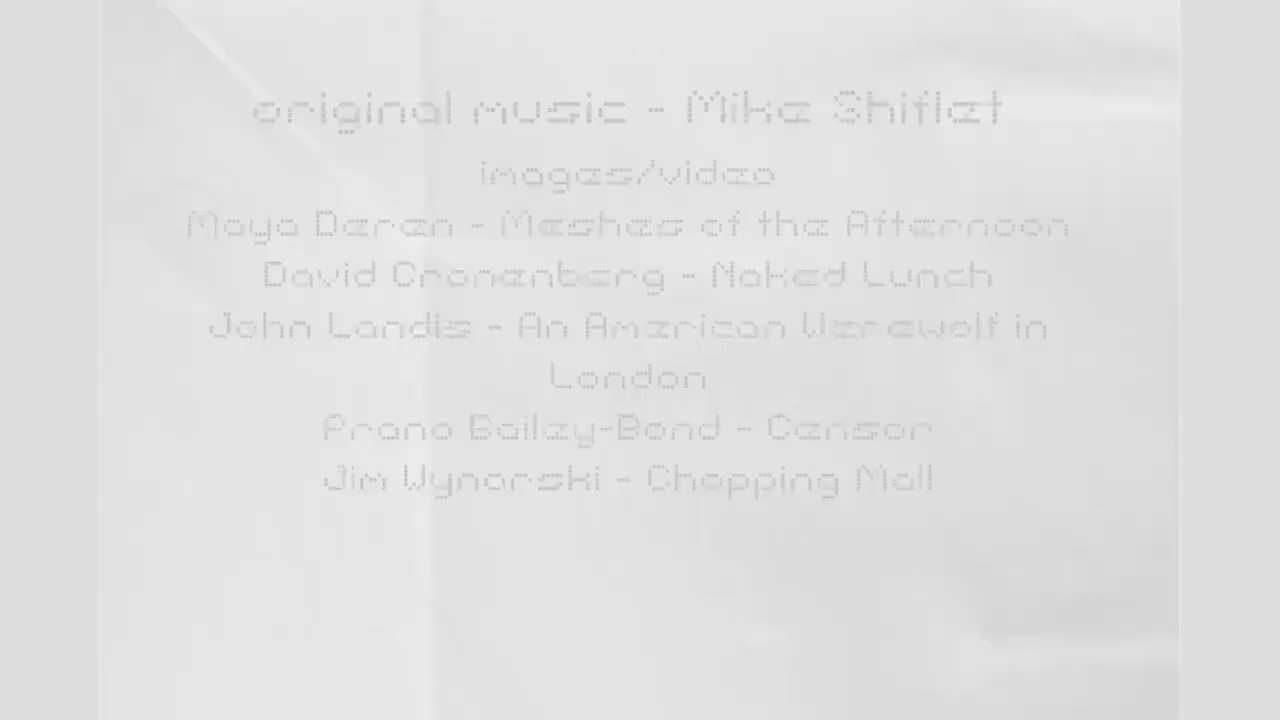 original music - Mike Shiflet
images/video
Maya Deren - Meshes of the Afternoon
David Cronenberg - Naked Lunch
John Landis - An American Werewolf in
London
Prano Bailey-Bond - Censor
Jim Wynorski - Chopping Mall